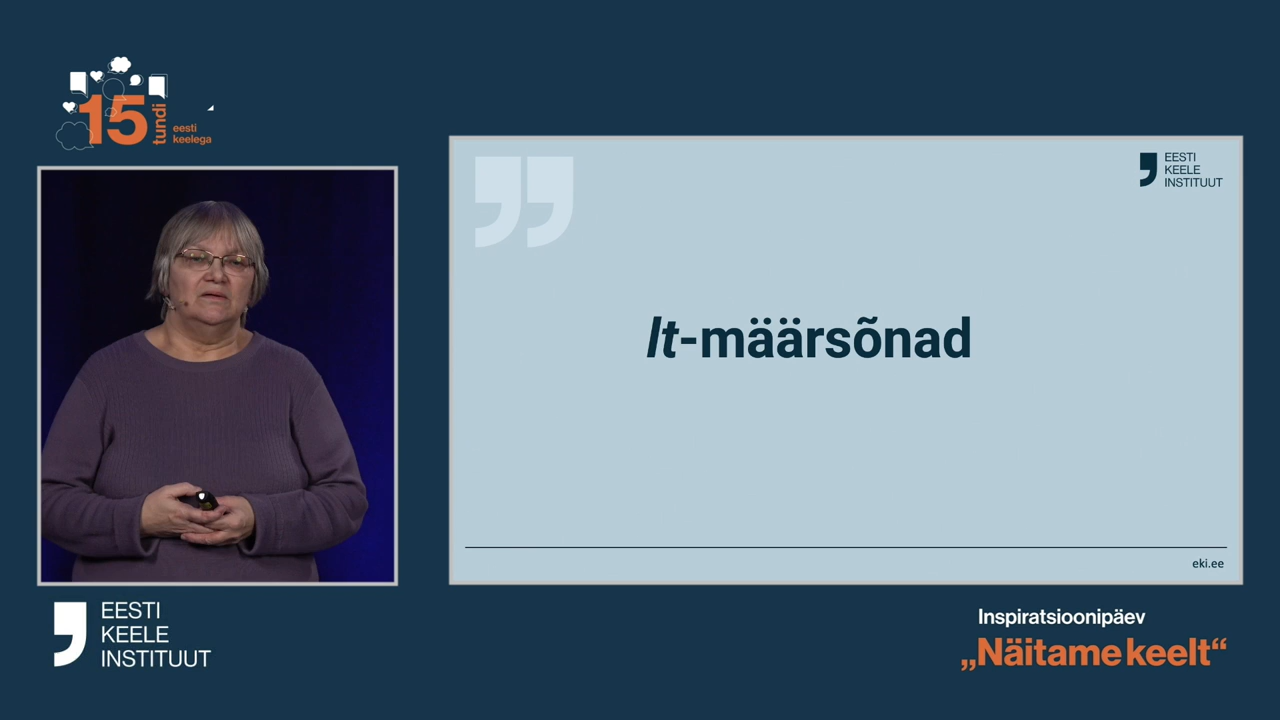 15
tundi
eesti
keelega
EESTI
KEELE
INSTITUUT
lt-määrsõnad
eki.ee
EESTI
KEELE
INSTITUUT
Inspiratsioonipäev
„Näitame keelt“